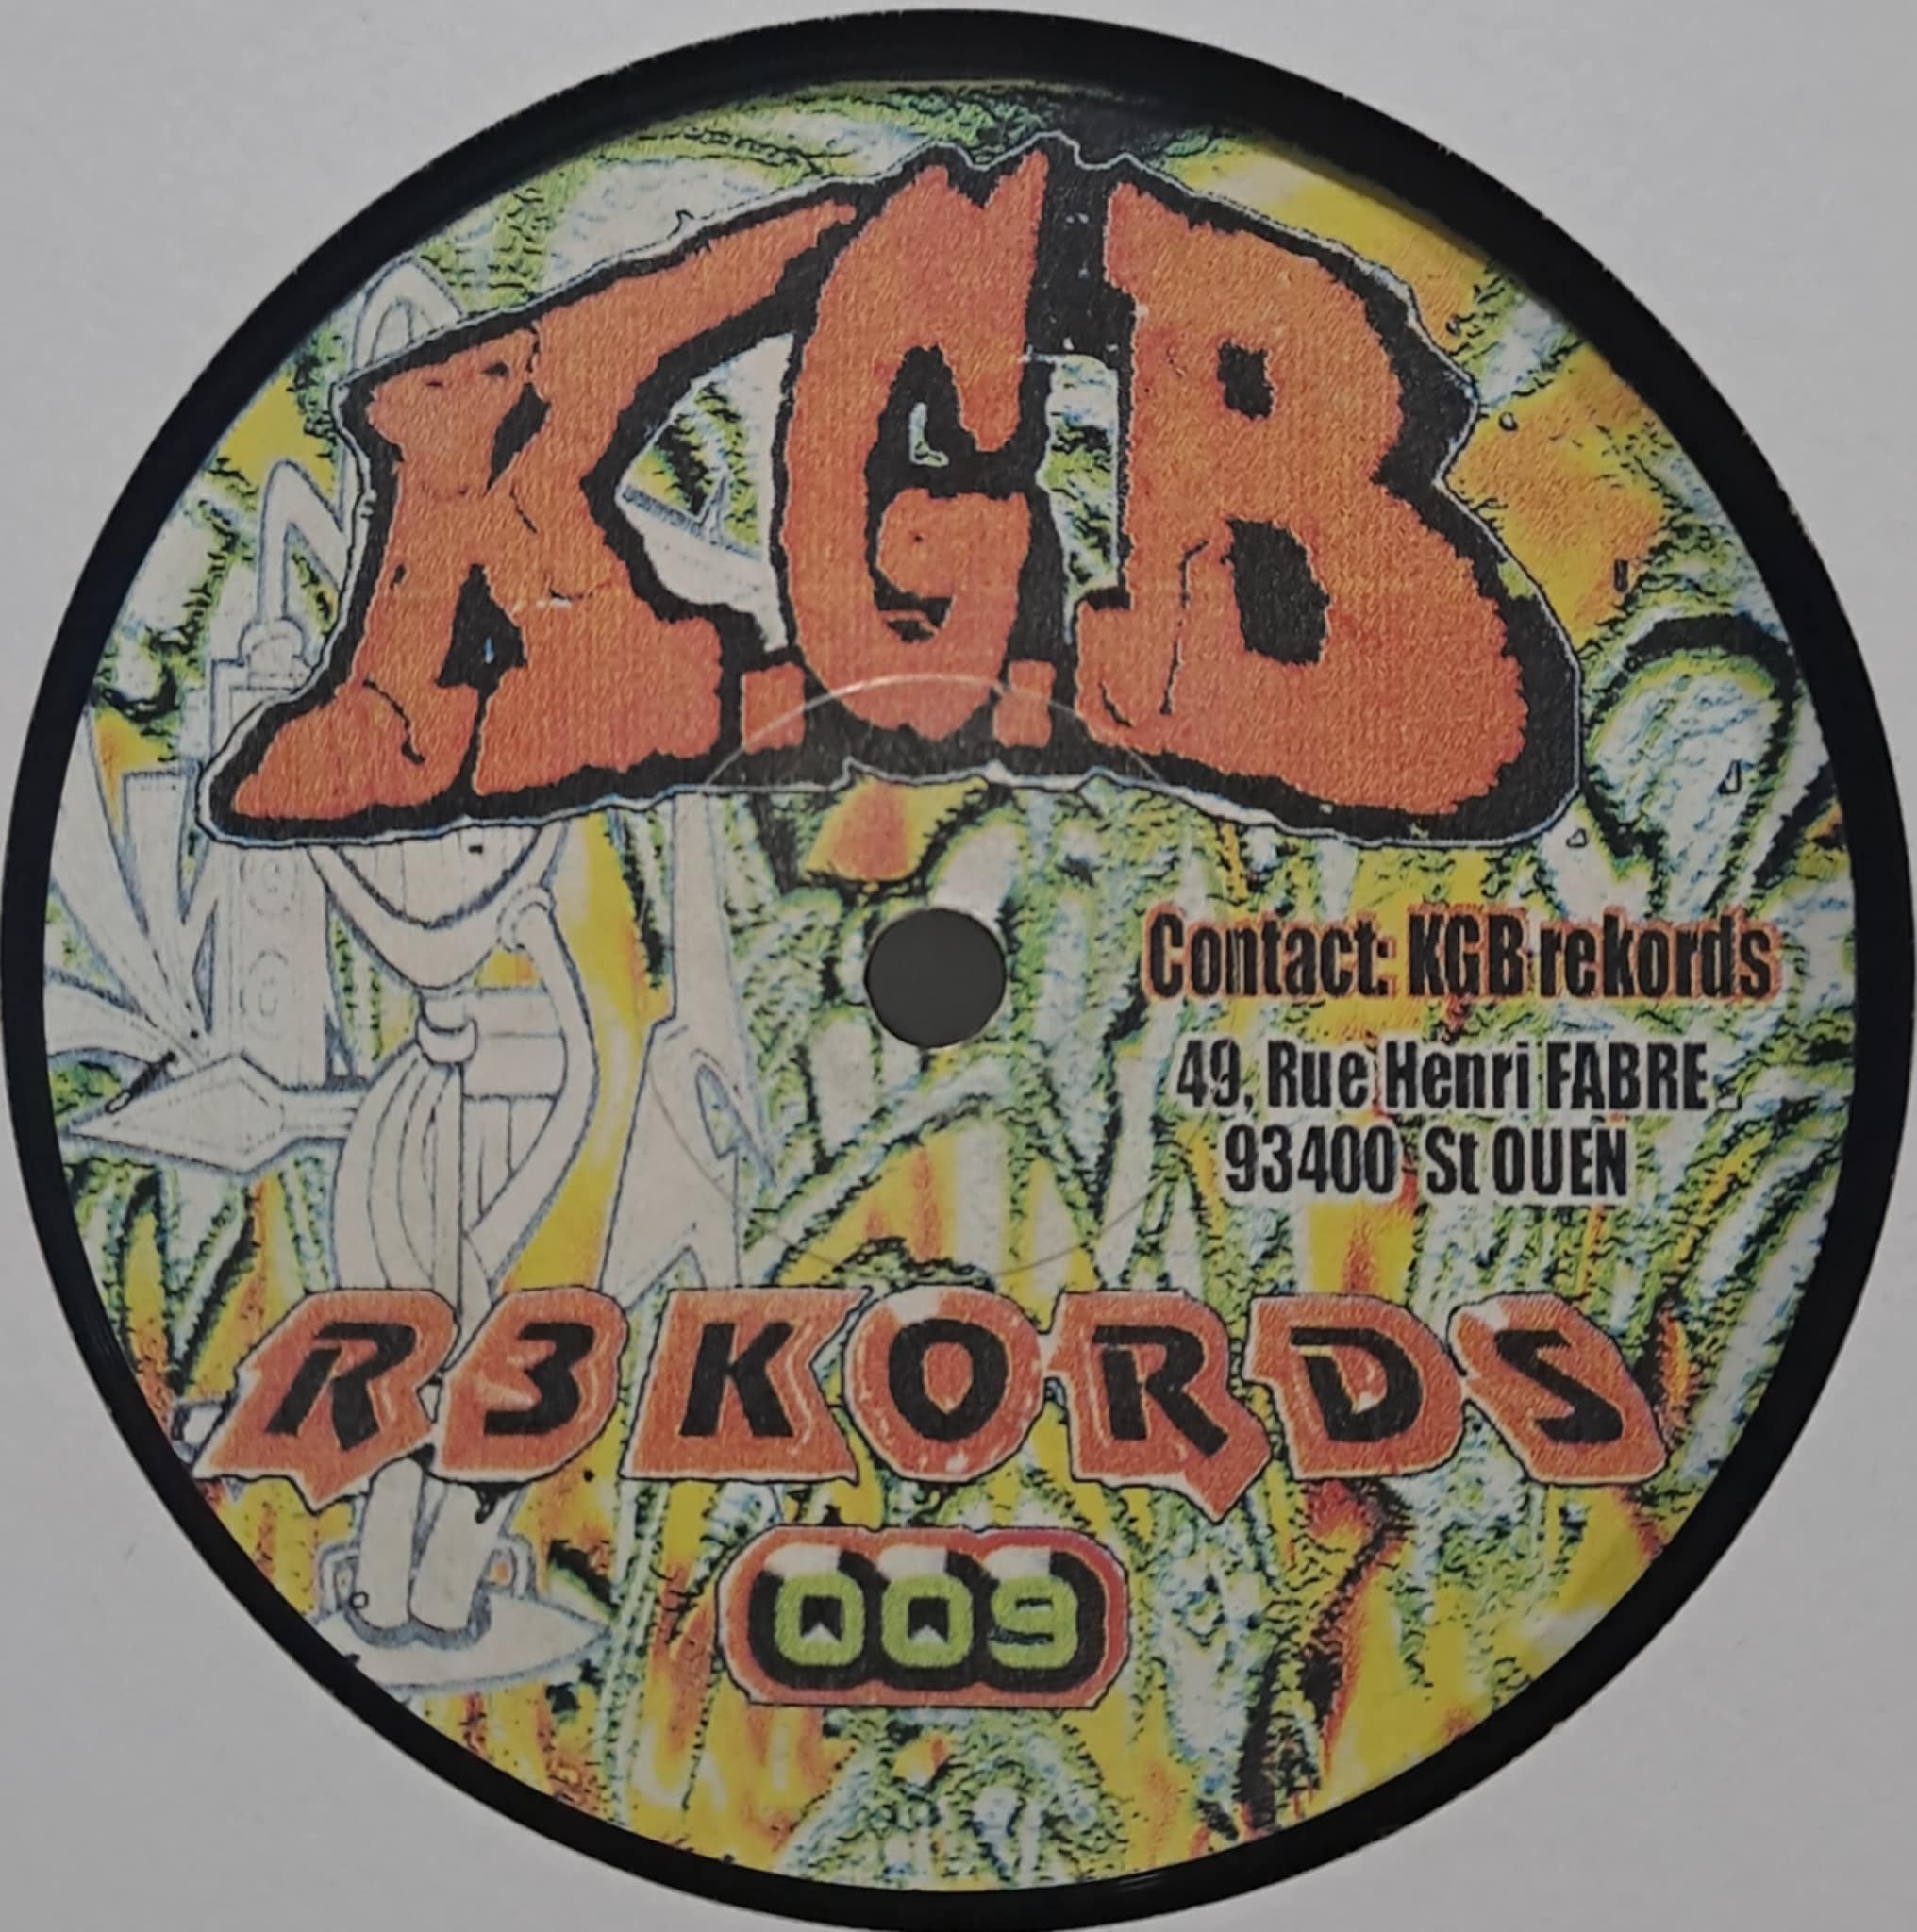 K.G.B
Contact: KGB rekords
49, Rue Henri FABRE
93400 St OUEN
R3KORDS
009